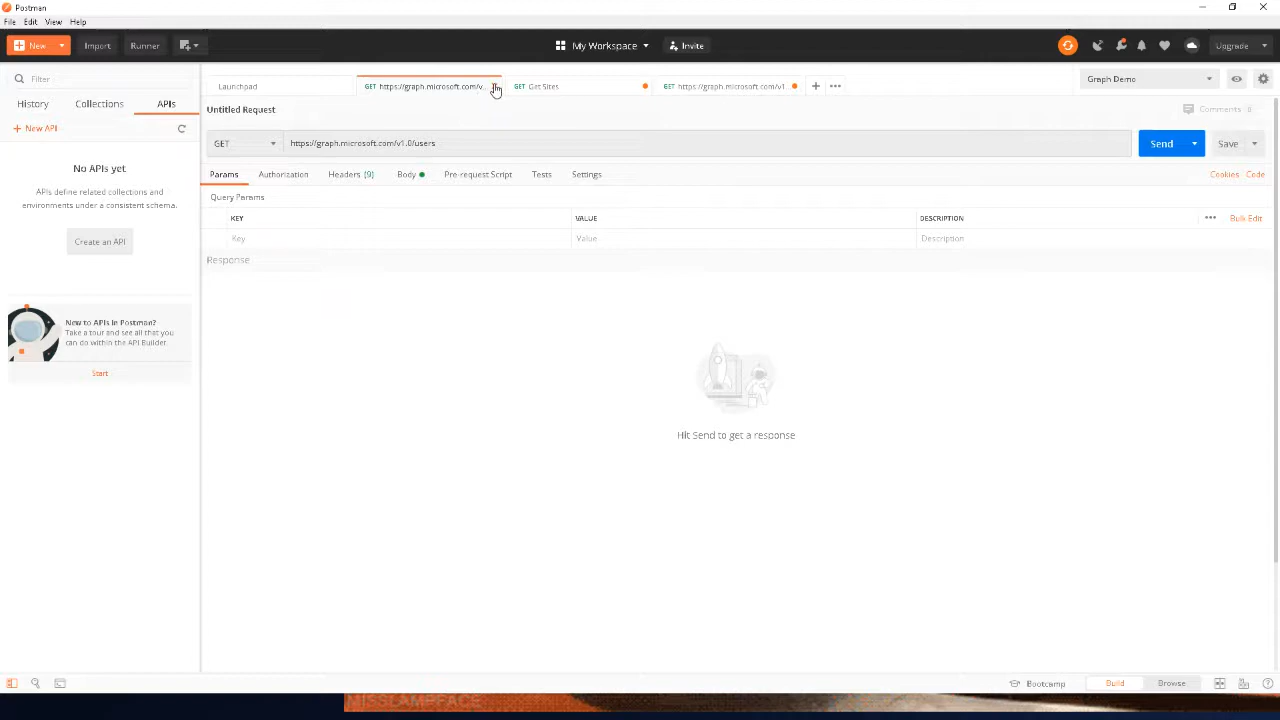 Postman
File Edit View Help
New Import Runner My Workspace Invite Upgrade
Filter
Launchpad GET https://graph.microsoft.com/v... GET Get Sites GET https://graph.microsoft.com/v1... Graph Demo
History Collections APIs
Untitled Request Comments 0
+ New API
GET https://graph.microsoft.com/v1.0/users Send Save
No APIs yet
APIs define related collections and
environments under a consistent schema.
Create an API
Params Authorization Headers (9) Body Pre-request Script Tests Settings Cookies Code
Query Params
KEY VALUE DESCRIPTION Bulk Edit
Key Value Description
Response
New to APIs in Postman?
Take a tour and see all that you
can do within the API Builder.
Start
Hit Send to get a response
Bootcamp Build Browse
MISSLAMPFACE